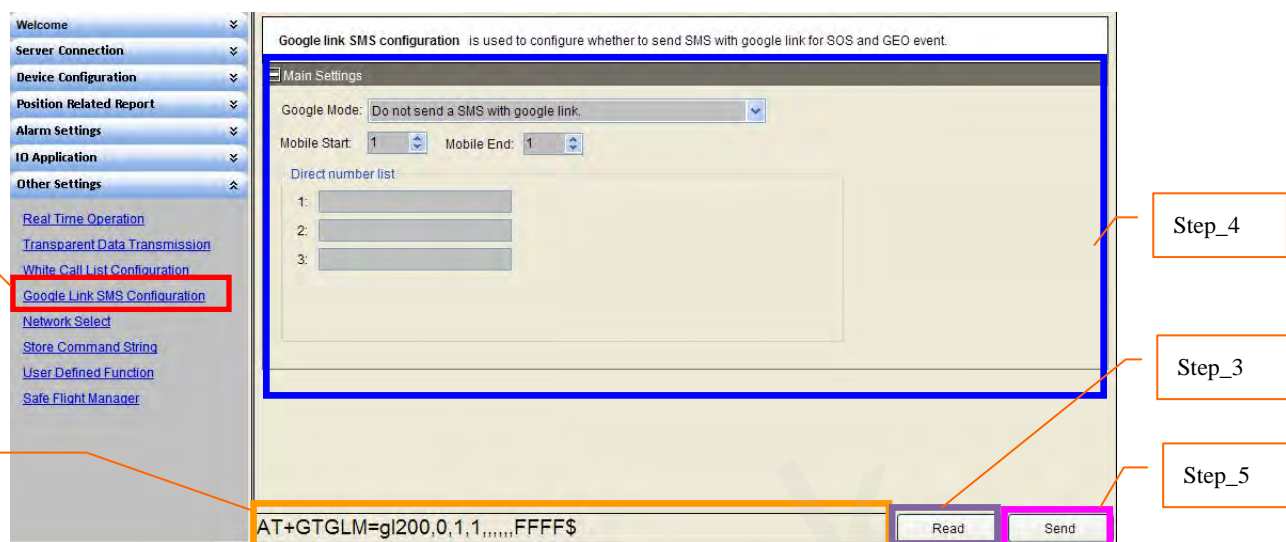 Welcome
Server Connection
Device Configuration
Position Related Report
Alarm Settings
IO Application
Other Settings
Real Time Operation
Transparent Data Transmission
White Call List Configuration
Google Link SMS Configuration
Network Select
Store Command String
User Defined Function
Safe Flight Manager
Google link SMS configuration is used to configure whether to send SMS with google link for SOS and GEO event.
Main Settings
Google Mode: Do not send a SMS with google link.
Mobile Start: 1 Mobile End: 1
Direct number list
1:
2:
3:
AT+GTGLM=gl200,0,1,1,,,,,,FFFF$
Read
Send
Step_4
Step_3
Step_5